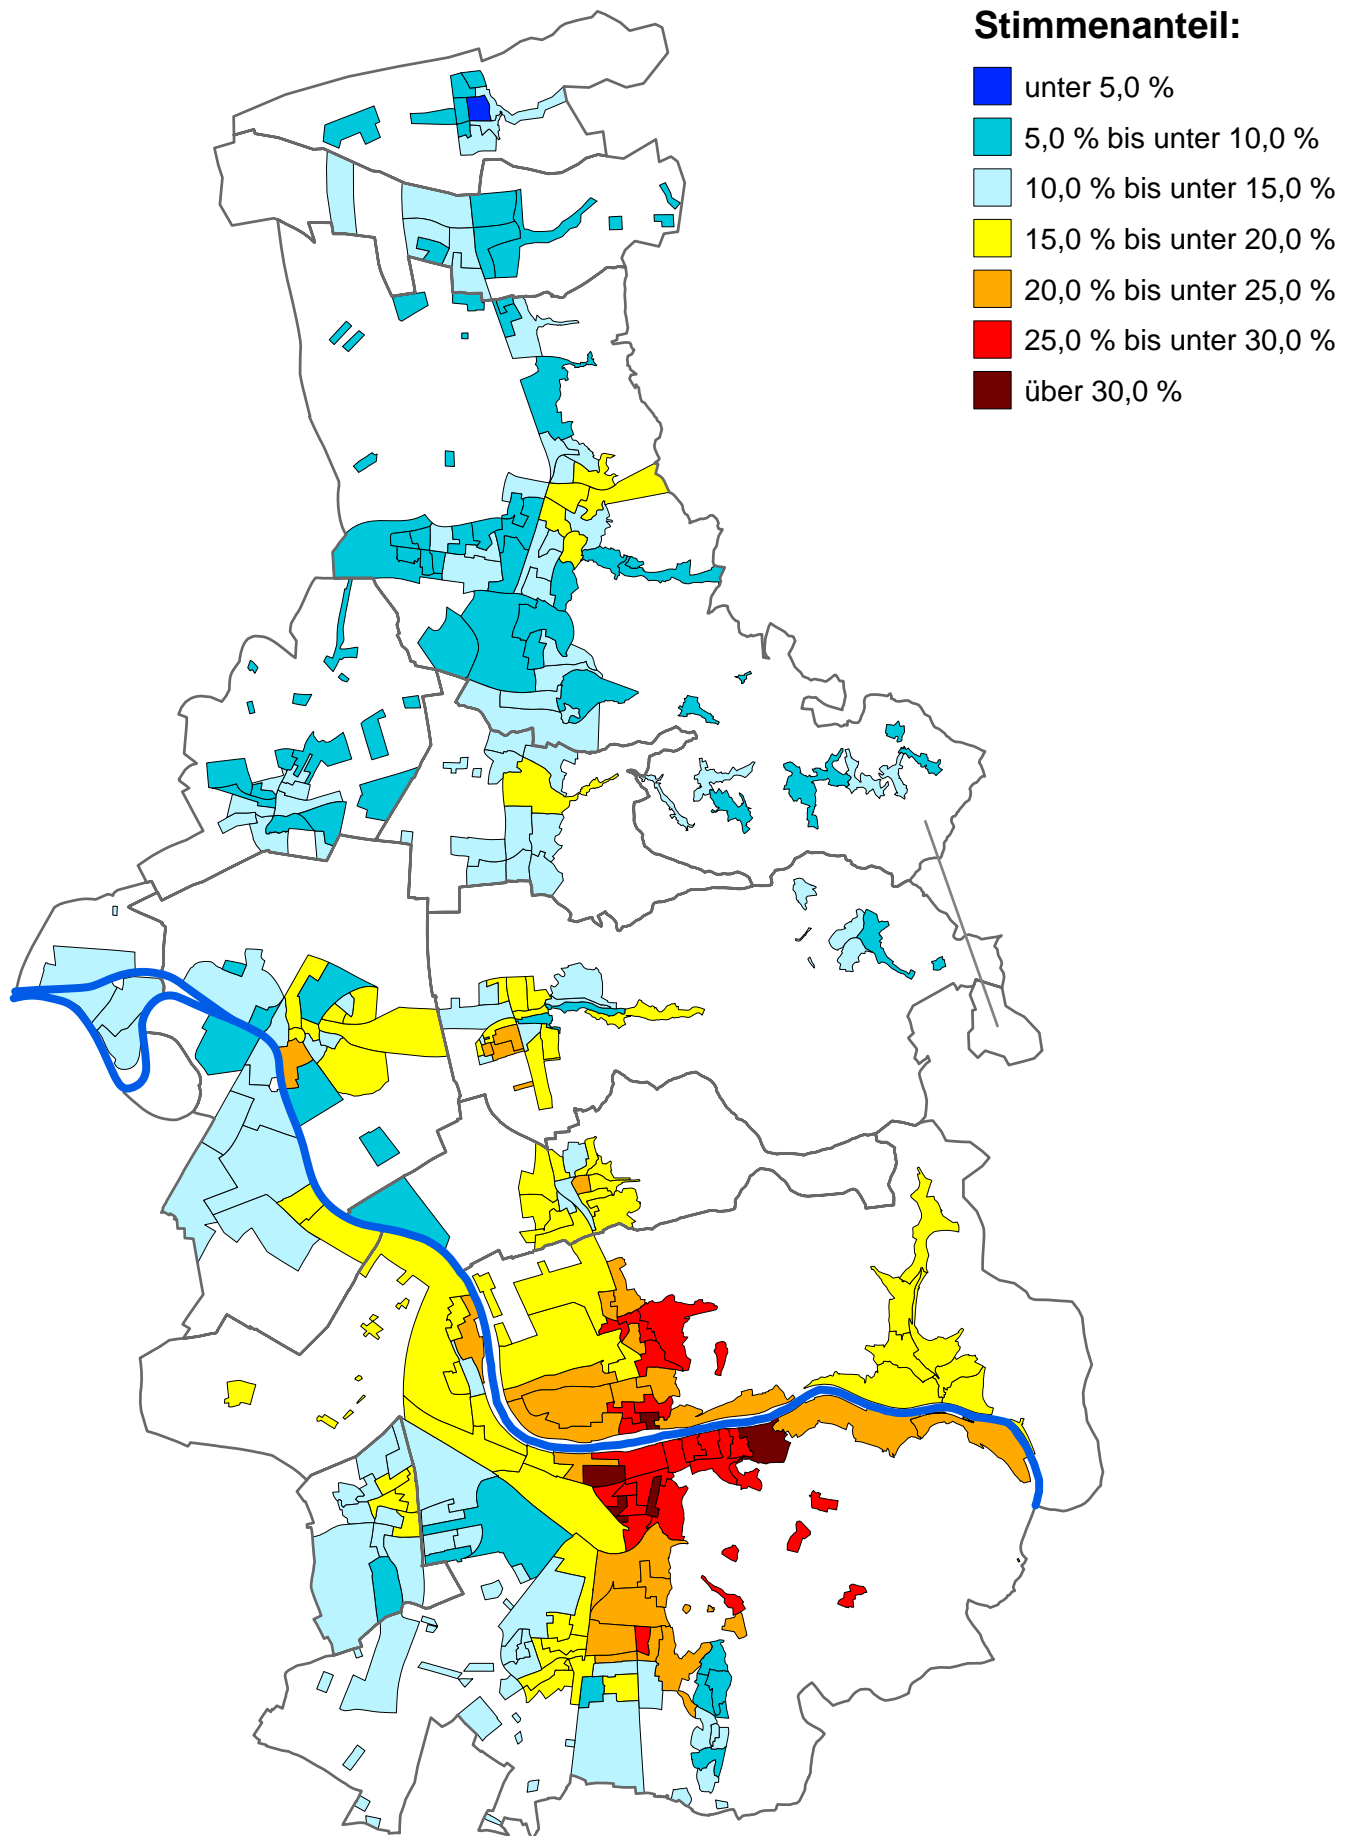 Stimmenanteil:
unter 5,0 %
5,0 % bis unter 10,0 %
10,0 % bis unter 15,0 %
15,0 % bis unter 20,0 %
20,0 % bis unter 25,0 %
25,0 % bis unter 30,0 %
über 30,0 %